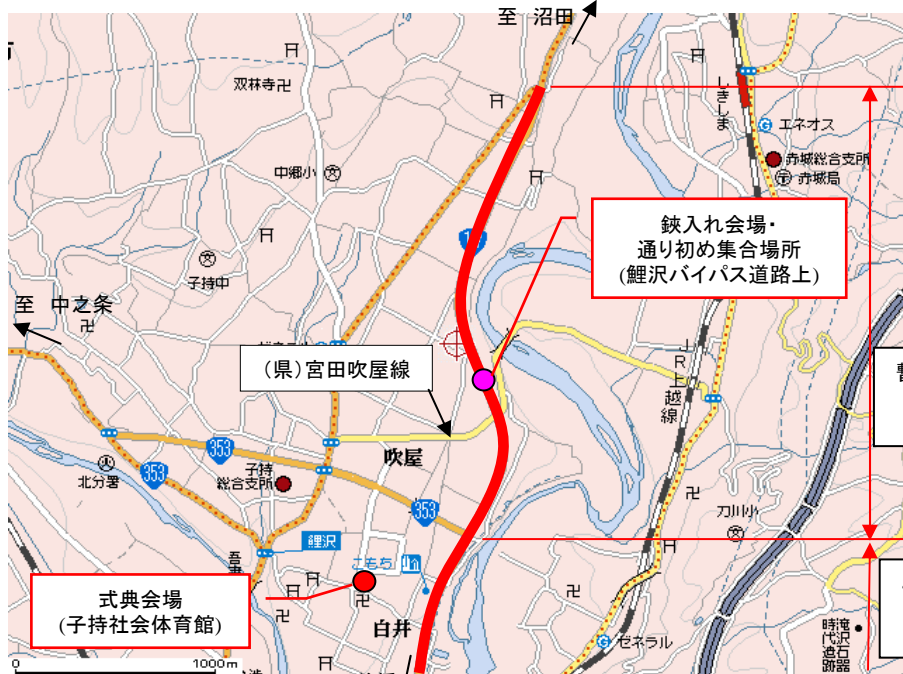 至 沼田
双林寺
しきしま
エネオス
中郷小
赤城総合支所
赤城局
鋏入れ会場・
通り初め集合場所
(鯉沢バイパス道路上)
子持中
至 中之条
JR上越線
(県)宮田吹屋線
353
吹屋
353
北分署
子持
総合支所
353
刀川小
鯉沢
こもち
式典会場
(子持社会体育館)
白井
ゼネラル
滝沢石器
時代遺跡
0
1000m